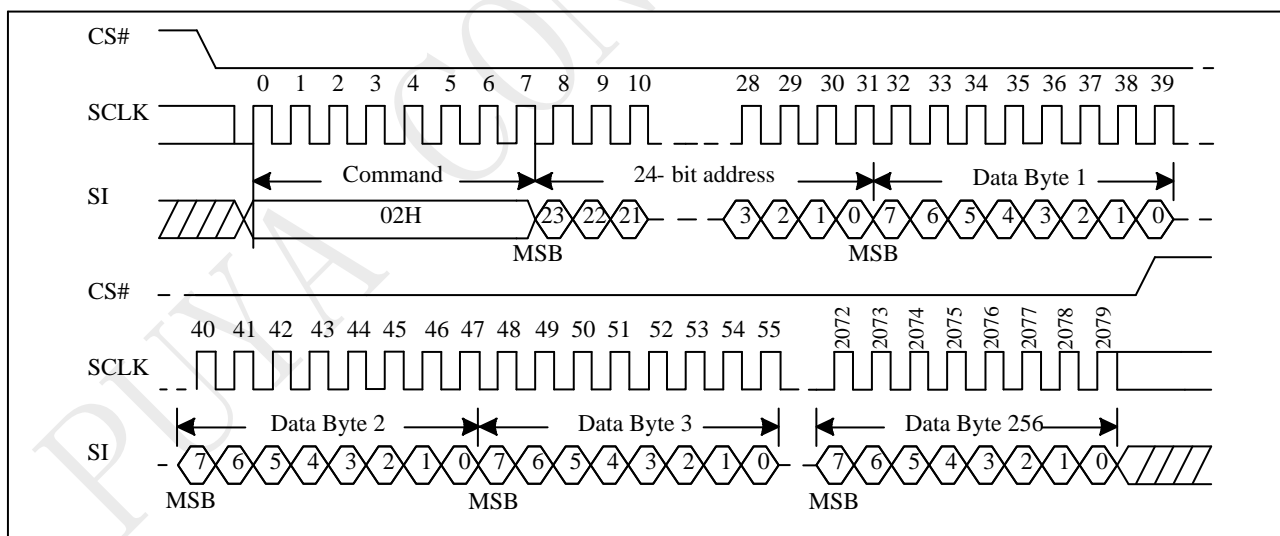 CS#
0 1 2 3 4 5 6 7 8 9 10 28 29 30 31 32 33 34 35 36 37 38 39
SCLK
Command 24- bit address Data Byte 1
SI
02H 23 22 21 3 2 1 0 7 6 5 4 3 2 1 0
MSB MSB
CS#
40 41 42 43 44 45 46 47 48 49 50 51 52 53 54 55 2072 2073 2074 2075 2076 2077 2078 2079
SCLK
Data Byte 2 Data Byte 3 Data Byte 256
SI
7 6 5 4 3 2 1 0 7 6 5 4 3 2 1 0 7 6 5 4 3 2 1 0
MSB MSB MSB
PUYA CON